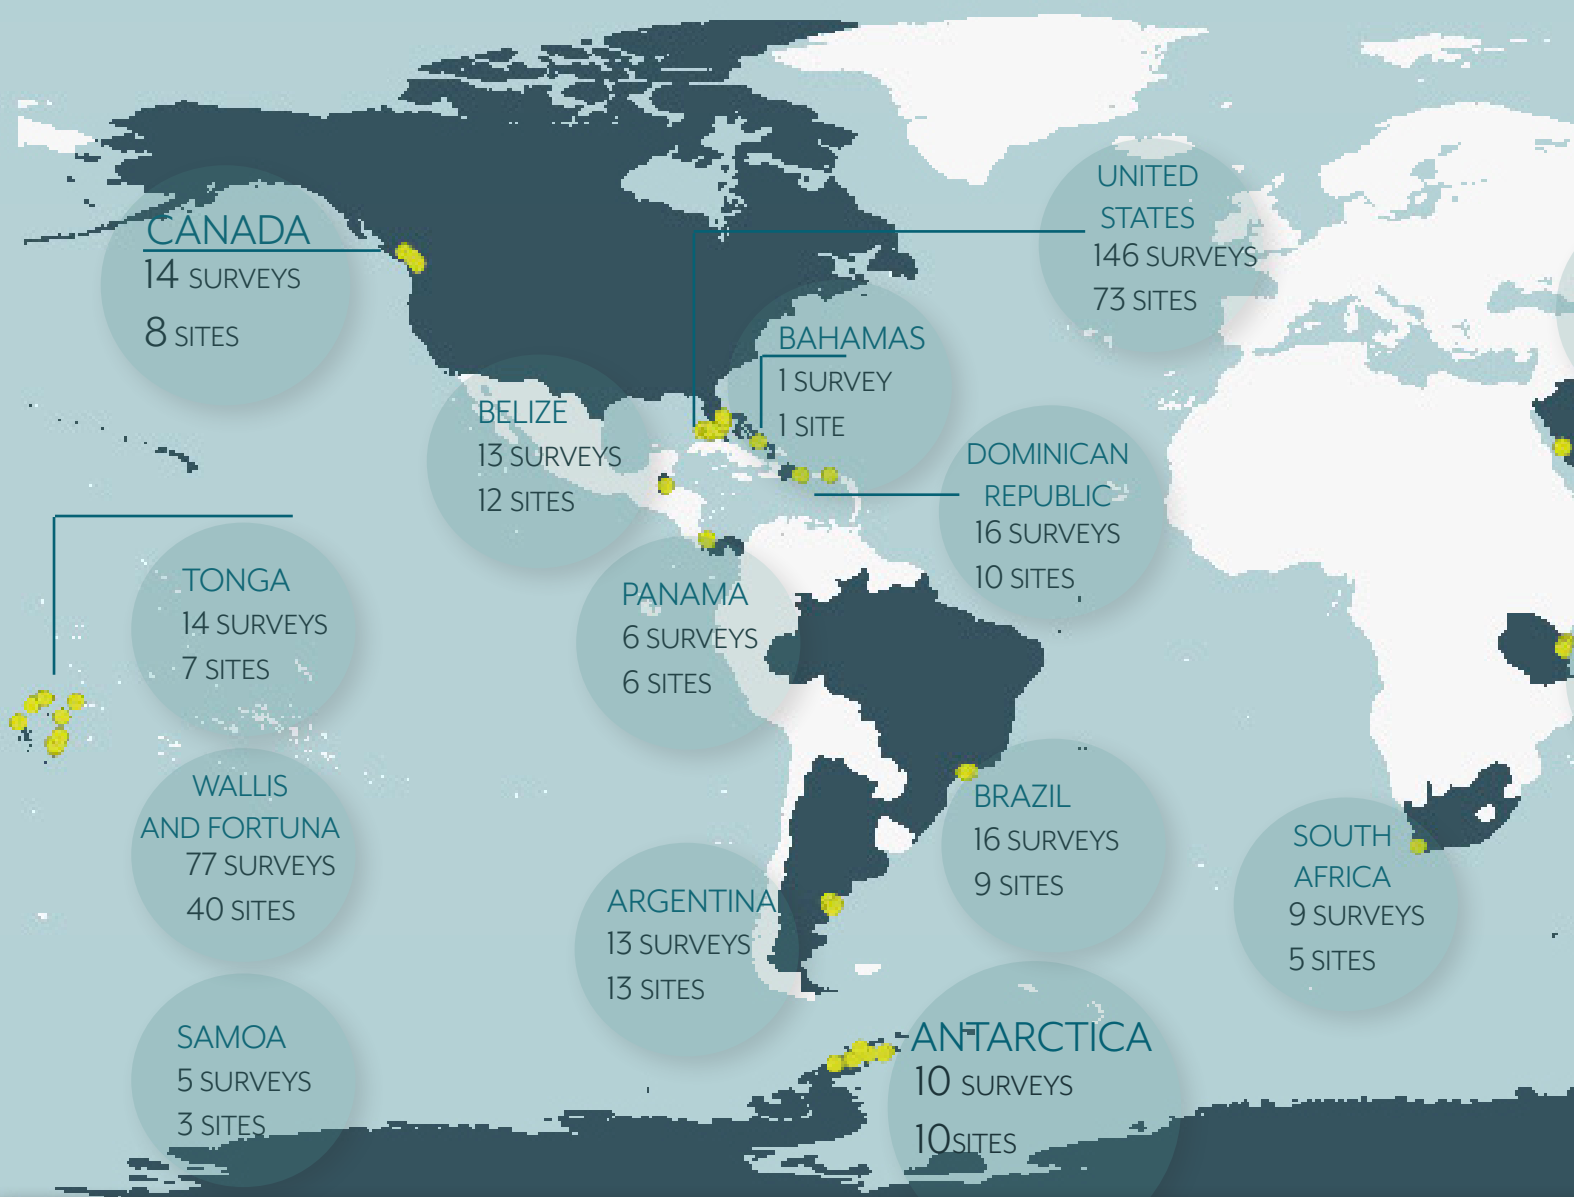 CANADA
14 SURVEYS
8 SITES
UNITED
STATES
146 SURVEYS
73 SITES
BAHAMAS
1 SURVEY
1 SITE
BELIZE
13 SURVEYS
12 SITES
DOMINICAN
REPUBLIC
16 SURVEYS
10 SITES
TONGA
14 SURVEYS
7 SITES
PANAMA
6 SURVEYS
6 SITES
WALLIS
AND FORTUNA
77 SURVEYS
40 SITES
BRAZIL
16 SURVEYS
9 SITES
SOUTH
AFRICA
9 SURVEYS
5 SITES
ARGENTINA
13 SURVEYS
13 SITES
SAMOA
5 SURVEYS
3 SITES
ANTARCTICA
10 SURVEYS
10SITES